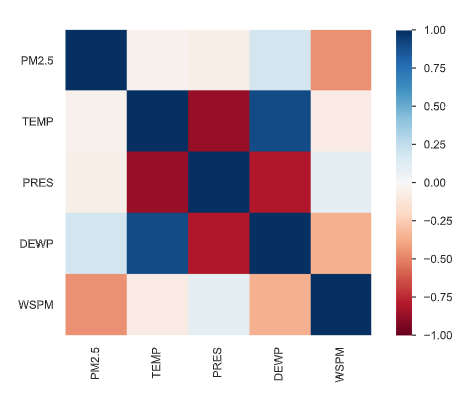 PM2.5
TEMP
PRES
DEWP
WSPM
PM2.5
TEMP
PRES
DEWP
WSPM
1.00
0.75
0.50
0.25
0.00
−0.25
−0.50
−0.75
−1.00